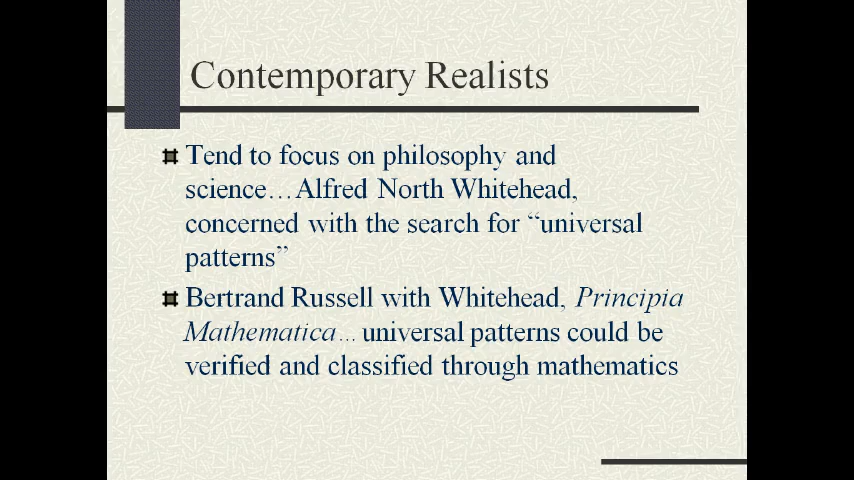 Contemporary Realists
Tend to focus on philosophy and
science…Alfred North Whitehead,
concerned with the search for “universal
patterns”
Bertrand Russell with Whitehead, Principia
Mathematica… universal patterns could be
verified and classified through mathematics